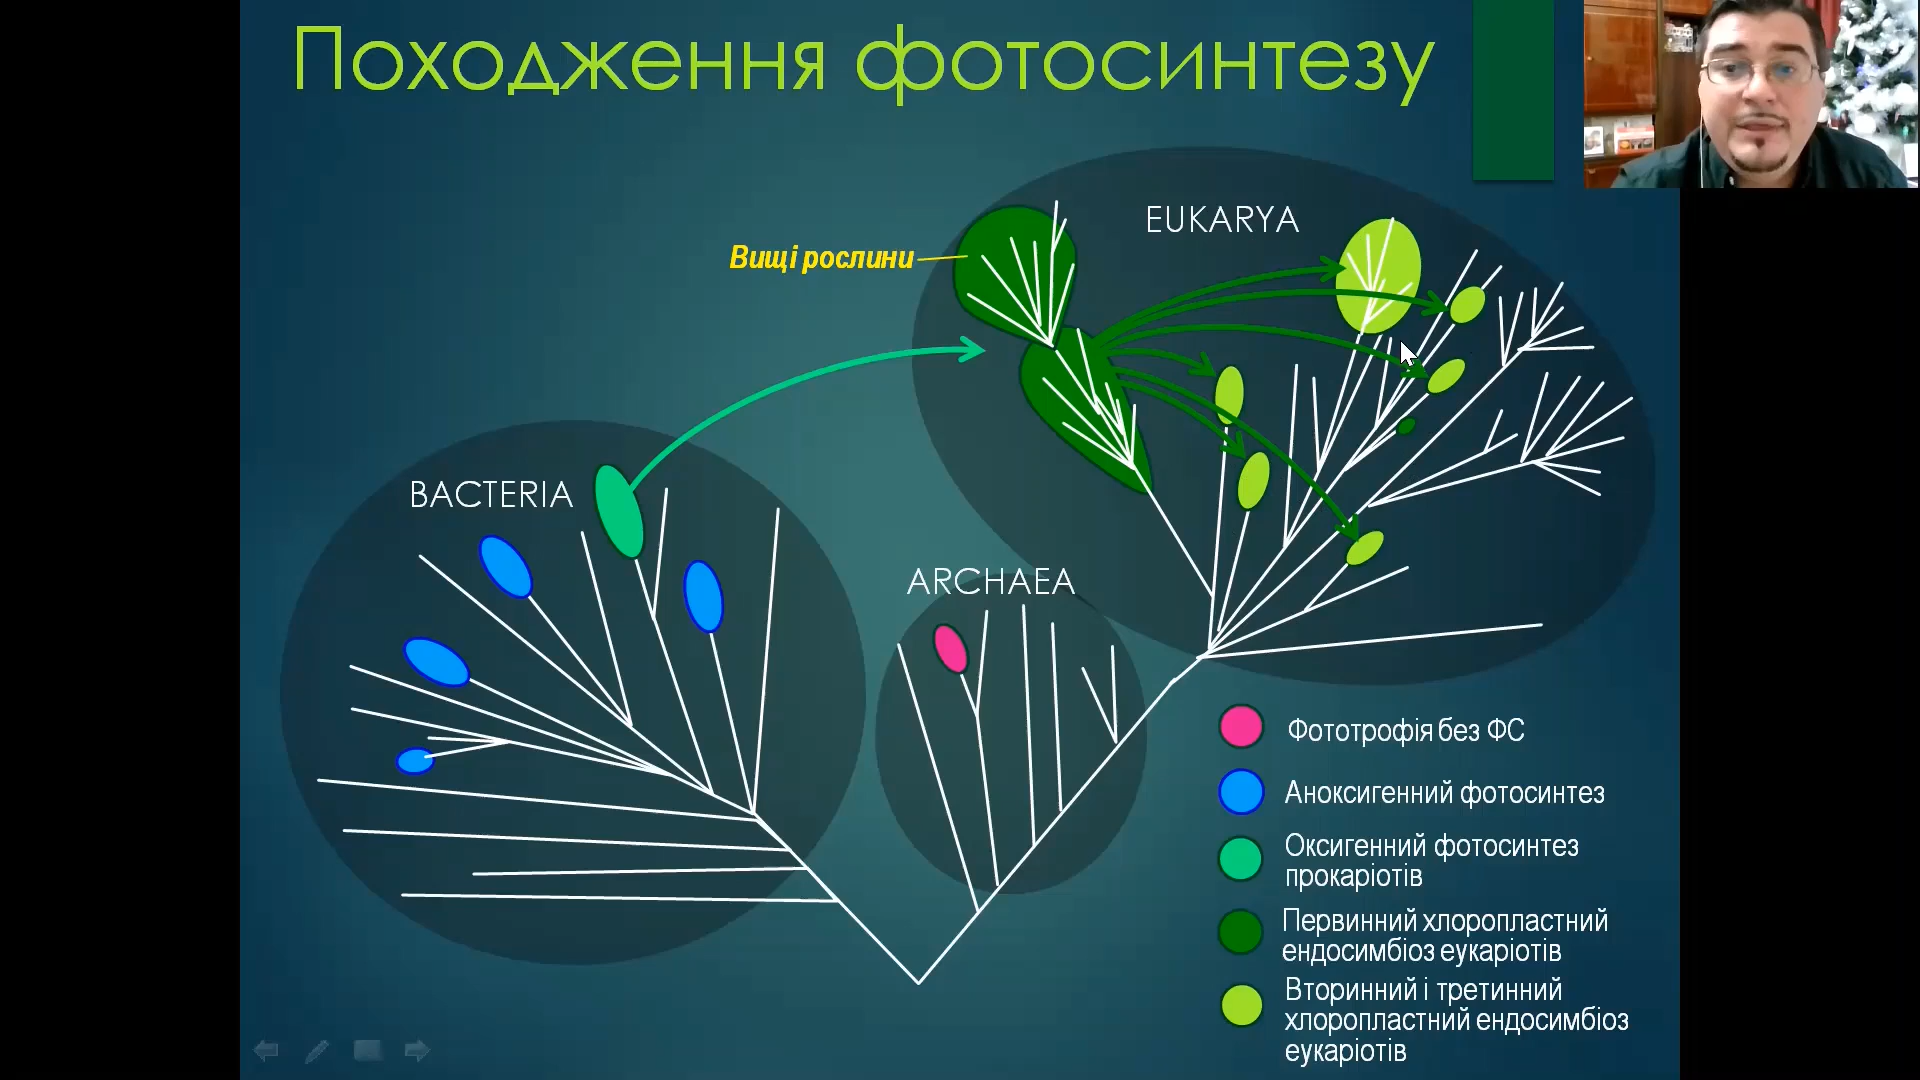 Походження фотосинтезу
EUKARYA
Вищі рослини
BACTERIA
ARCHAEA
Фототрофія без ФС
Аноксигенний фотосинтез
Оксигенний фотосинтез
прокаріотів
Первинний хлоропластний
ендосимбіоз еукаріотів
Вторинний і третинний
хлоропластний ендосимбіоз
еукаріотів